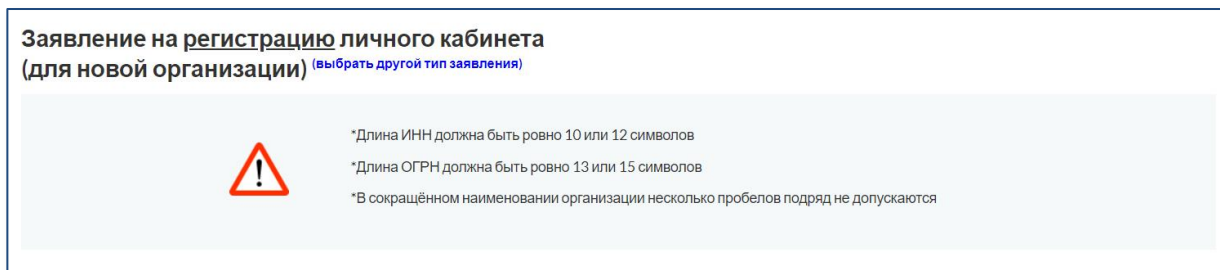 Заявление на регистрацию личного кабинета
(для новой организации) (выбрать другой тип заявления)
*Длина ИНН должна быть ровно 10 или 12 символов
*Длина ОГРН должна быть ровно 13 или 15 символов
*В сокращённом наименовании организации несколько пробелов подряд не допускаются